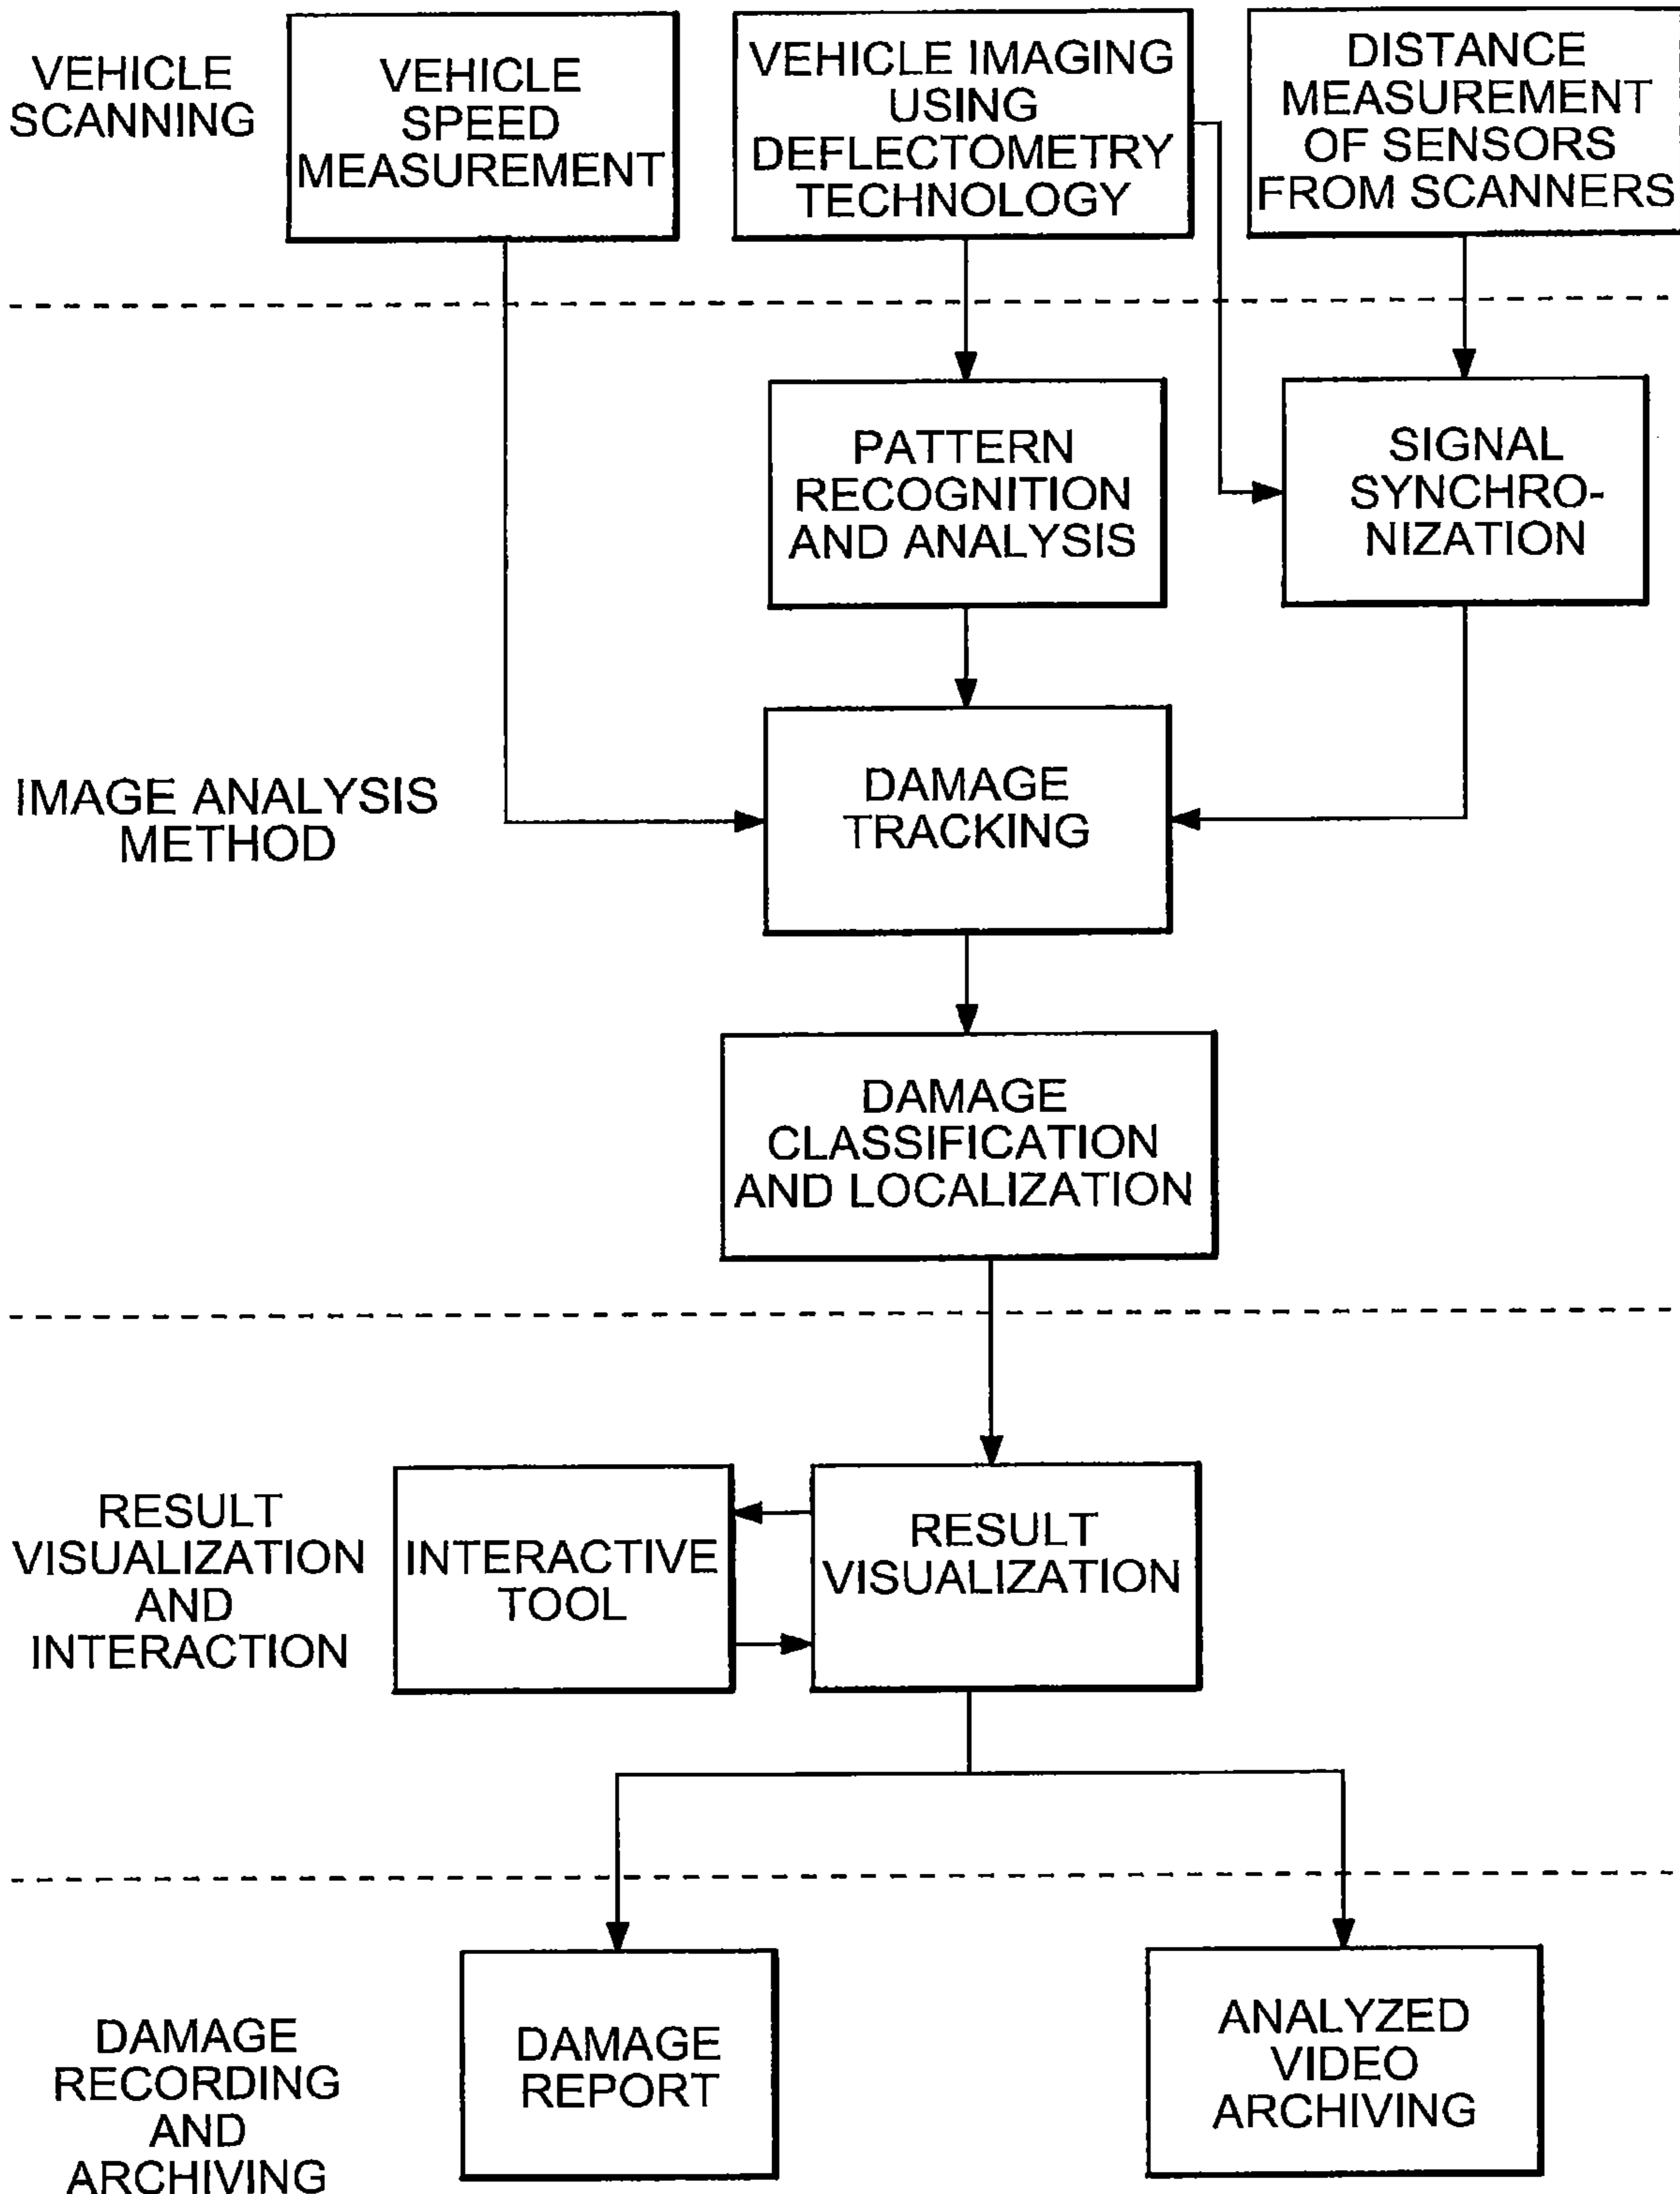 VEHICLE
SCANNING
VEHICLE
SPEED
MEASUREMENT
VEHICLE IMAGING
USING
DEFLECTOMETRY
TECHNOLOGY
DISTANCE
MEASUREMENT
OF SENSORS
FROM SCANNERS
PATTERN
RECOGNITION
AND ANALYSIS
SIGNAL
SYNCHRO-
NIZATION
IMAGE ANALYSIS
METHOD
DAMAGE
TRACKING
DAMAGE
CLASSIFICATION
AND LOCALIZATION
RESULT
VISUALIZATION
AND
INTERACTION
INTERACTIVE
TOOL
RESULT
VISUALIZATION
DAMAGE
RECORDING
AND
ARCHIVING
DAMAGE
REPORT
ANALYZED
VIDEO
ARCHIVING